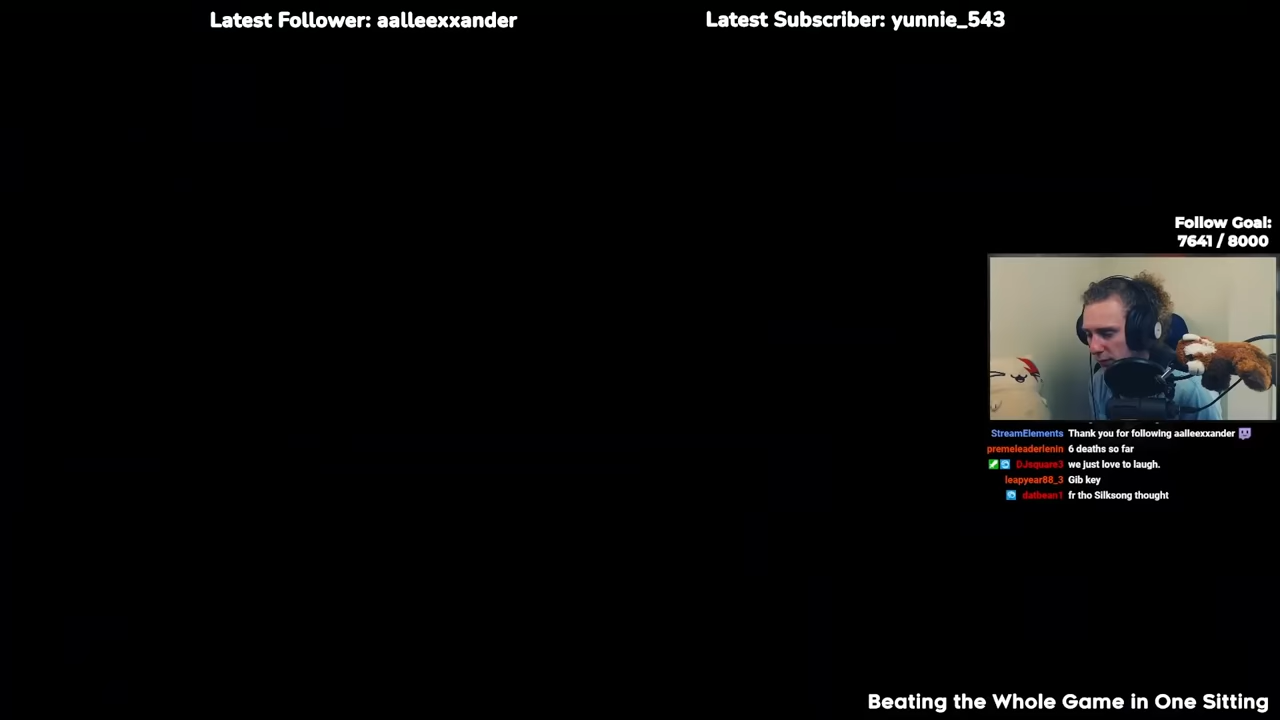 Latest Follower: aalleexxander
Latest Subscriber: yunnie_543
Follow Goal:
7641 / 8000
StreamElements Thank you for following aalleexxander
premeleaderlenin 6 deaths so far
DJsquare3 we just love to laugh.
leapyear88_3 Gib key
datbean1 fr tho Silksong thought
Beating the Whole Game in One Sitting